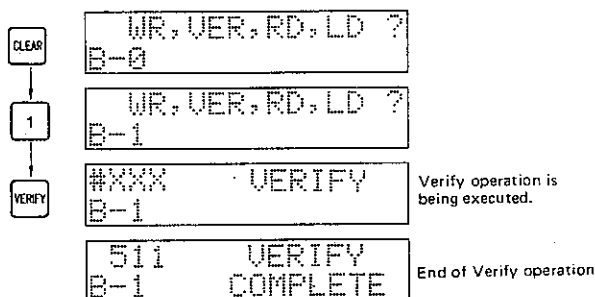 CLEAR
WR,VER,RD,LD ?
B-0
1
WR,VER,RD,LD ?
B-1
VERIFY
#XXX VERIFY
B-1
Verify operation is
being executed.
511 VERIFY
B-1 COMPLETE
End of Verify operation